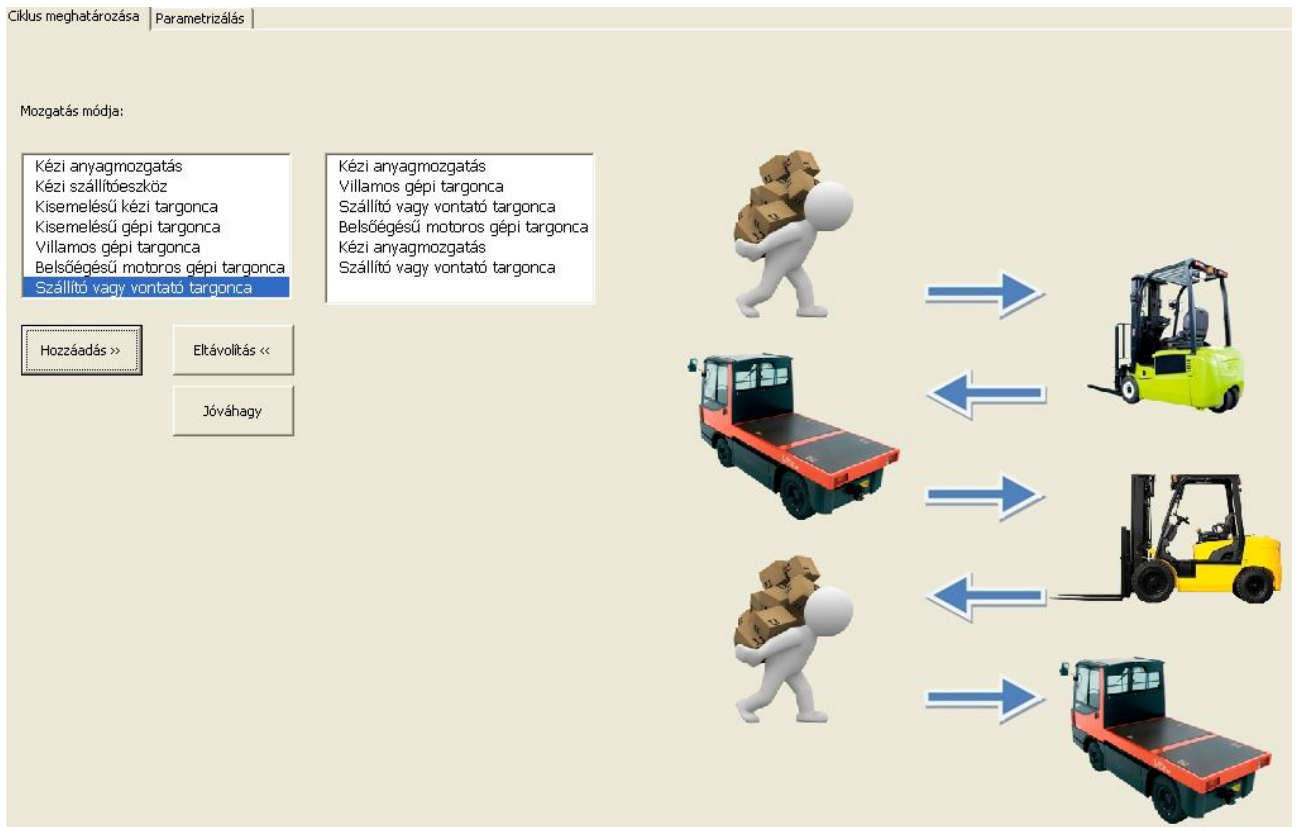 Ciklus meghatározása
Parametrizálás
Mozgatás módja:
Kézi anyagmozgatás
Kézi szállítóeszköz
Kisemelésű kézi targonca
Kisemelésű gépi targonca
Villamos gépi targonca
Belsőégésű motoros gépi targonca
Szállító vagy vontató targonca
Kézi anyagmozgatás
Villamos gépi targonca
Szállító vagy vontató targonca
Belsőégésű motoros gépi targonca
Kézi anyagmozgatás
Szállító vagy vontató targonca
Hozzáadás »
Eltávolítás «
Jóváhagy